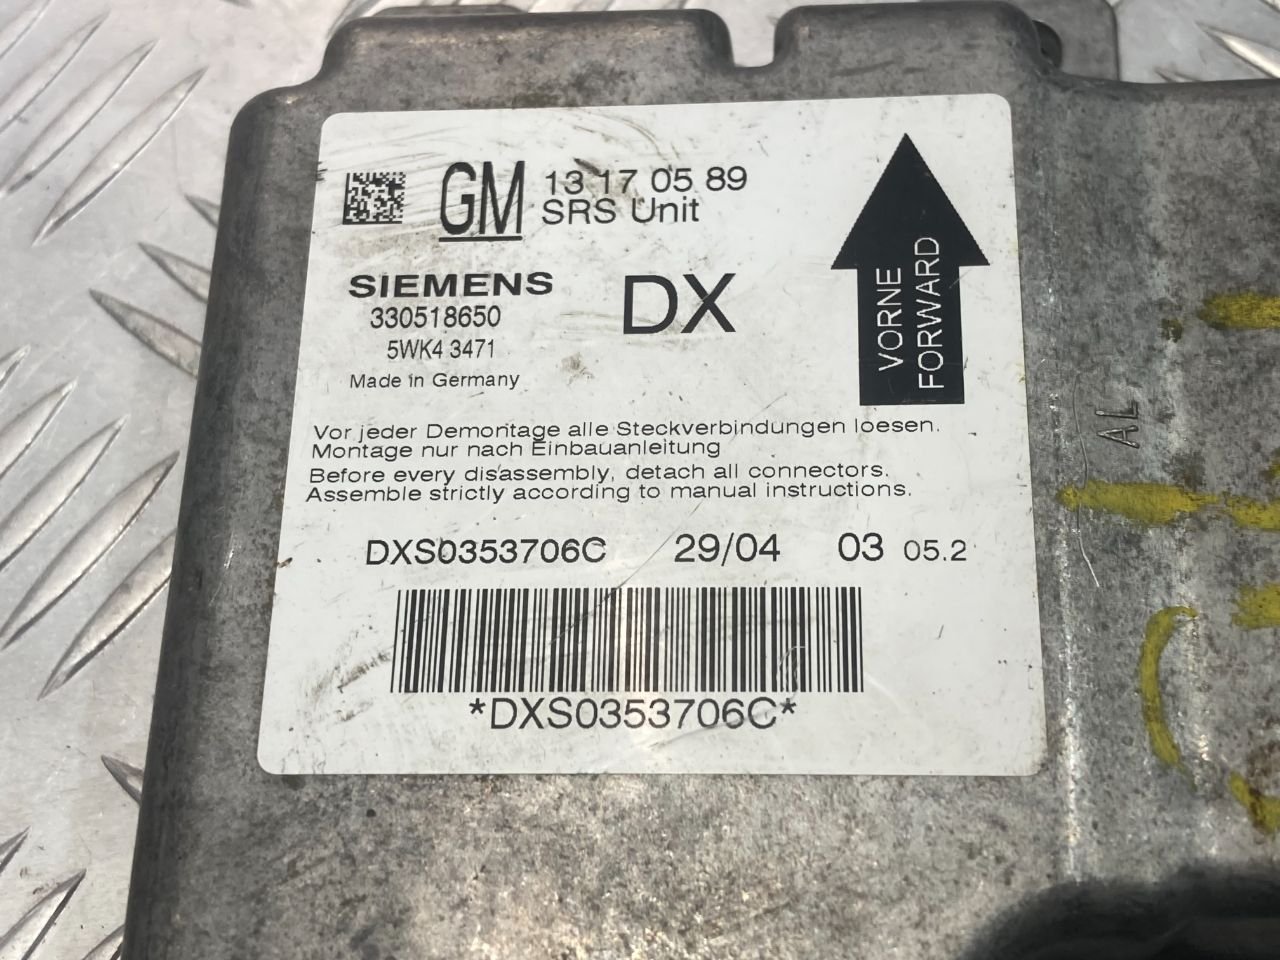 GM 13 17 05 89
SRS Unit
SIEMENS
DX
330518650
5WK4 3471
Made in Germany
VORNE
FORWARD
Vor jeder Demontage alle Steckverbindungen loesen.
Montage nur nach Einbauanleitung
Before every disassembly, detach all connectors.
Assemble strictly according to manual instructions.
DXS0353706C 29/04 03 05.2
*DXS0353706C*
AL